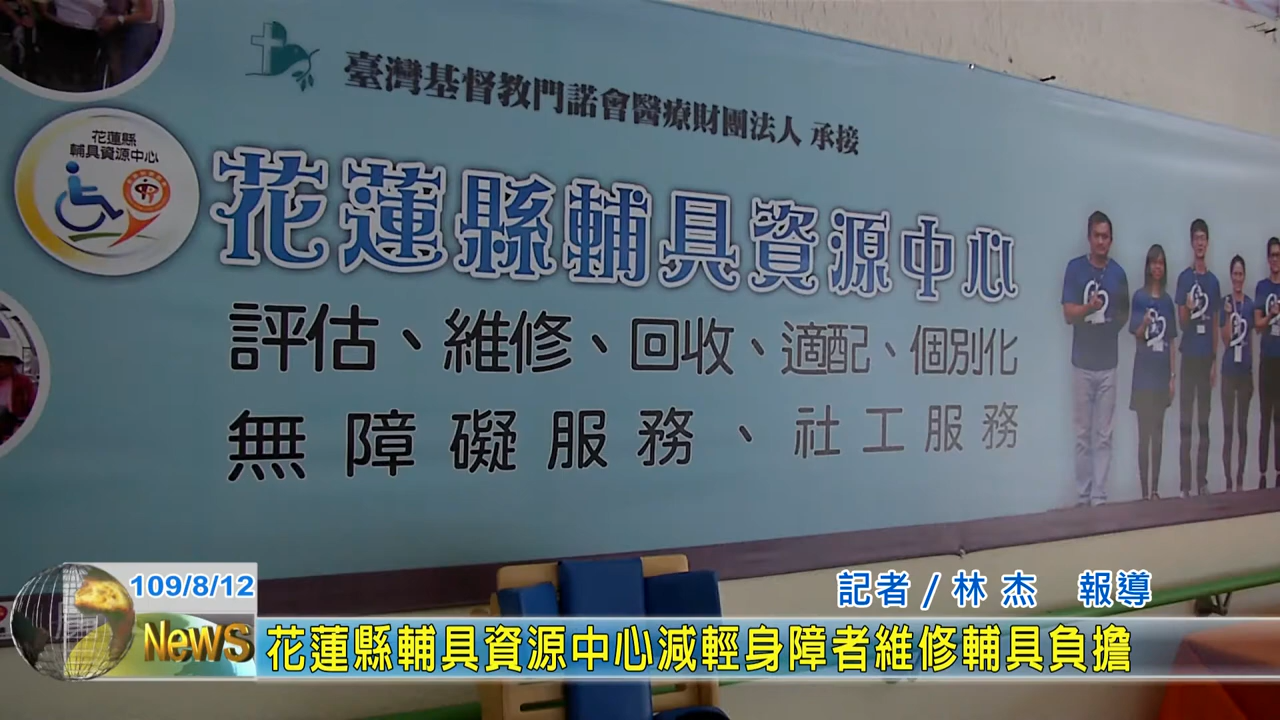 臺灣基督教門諾會醫療財團法人 承接
花蓮縣
輔具資源中心
花蓮縣輔具資源中心
評估、維修、回收、適配、個別化
無障礙服務、社工服務
109/8/12
記者/林杰 報導
News
花蓮縣輔具資源中心減輕身障者維修輔具負擔